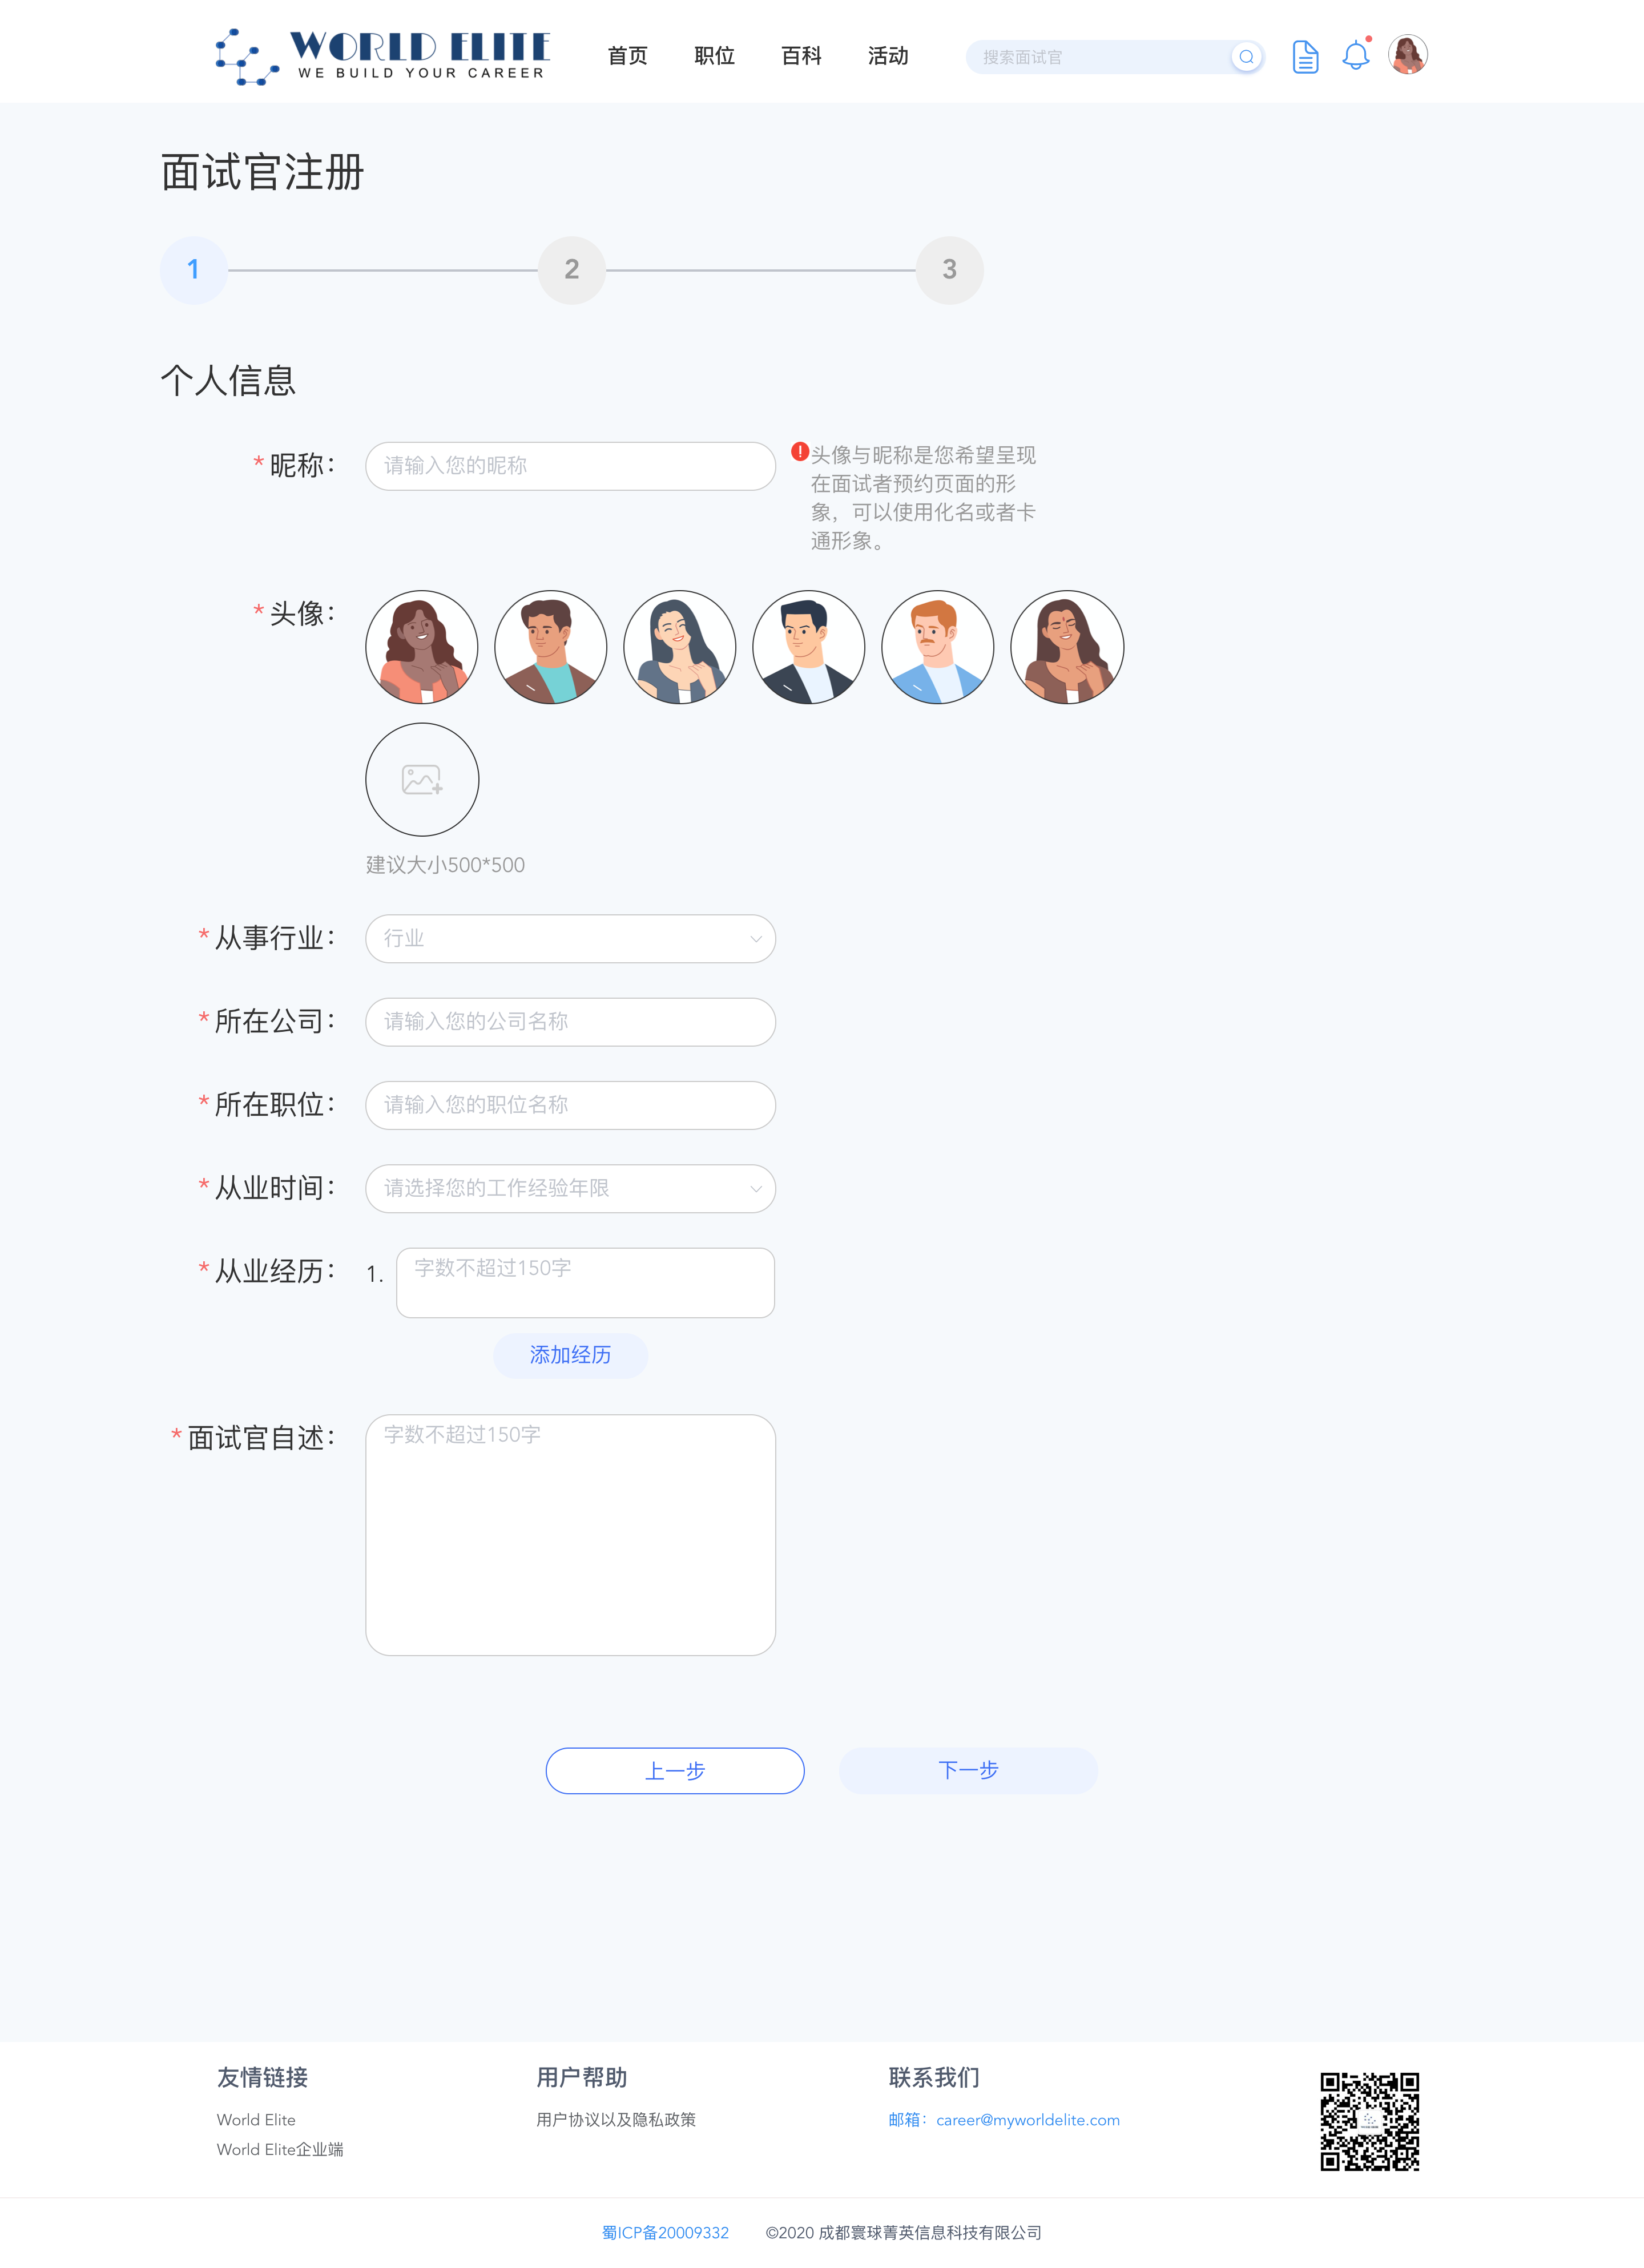 WORLD ELITE
WE BUILD YOUR CAREER
首页
职位
百科
活动
搜索面试官
面试官注册
1
2
3
个人信息
* 昵称：
请输入您的昵称
头像与昵称是您希望呈现
在面试者预约页面的形
象，可以使用化名或者卡
通形象。
* 头像：
建议大小500*500
* 从事行业：
行业
* 所在公司：
请输入您的公司名称
* 所在职位：
请输入您的职位名称
* 从业时间：
请选择您的工作经验年限
* 从业经历：
1.
字数不超过150字
添加经历
* 面试官自述：
字数不超过150字
上一步
下一步
友情链接
World Elite
World Elite企业端
用户帮助
用户协议以及隐私政策
联系我们
邮箱：career@myworldelite.com
蜀ICP备20009332
©2020 成都寰球菁英信息科技有限公司